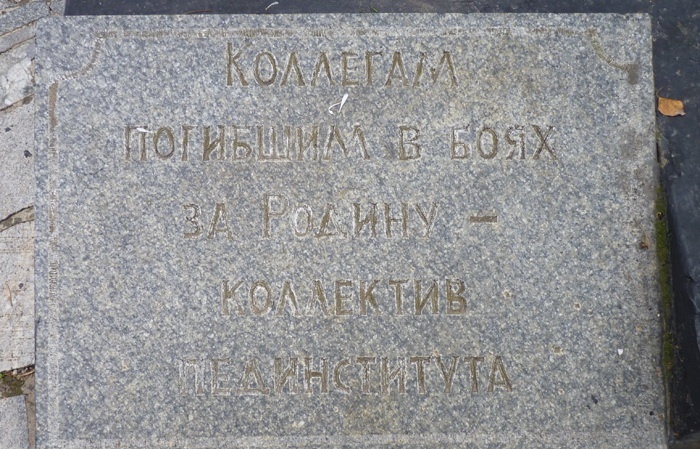 Коллегам
погибшим в боях
за Родину —
коллектив
пединститута